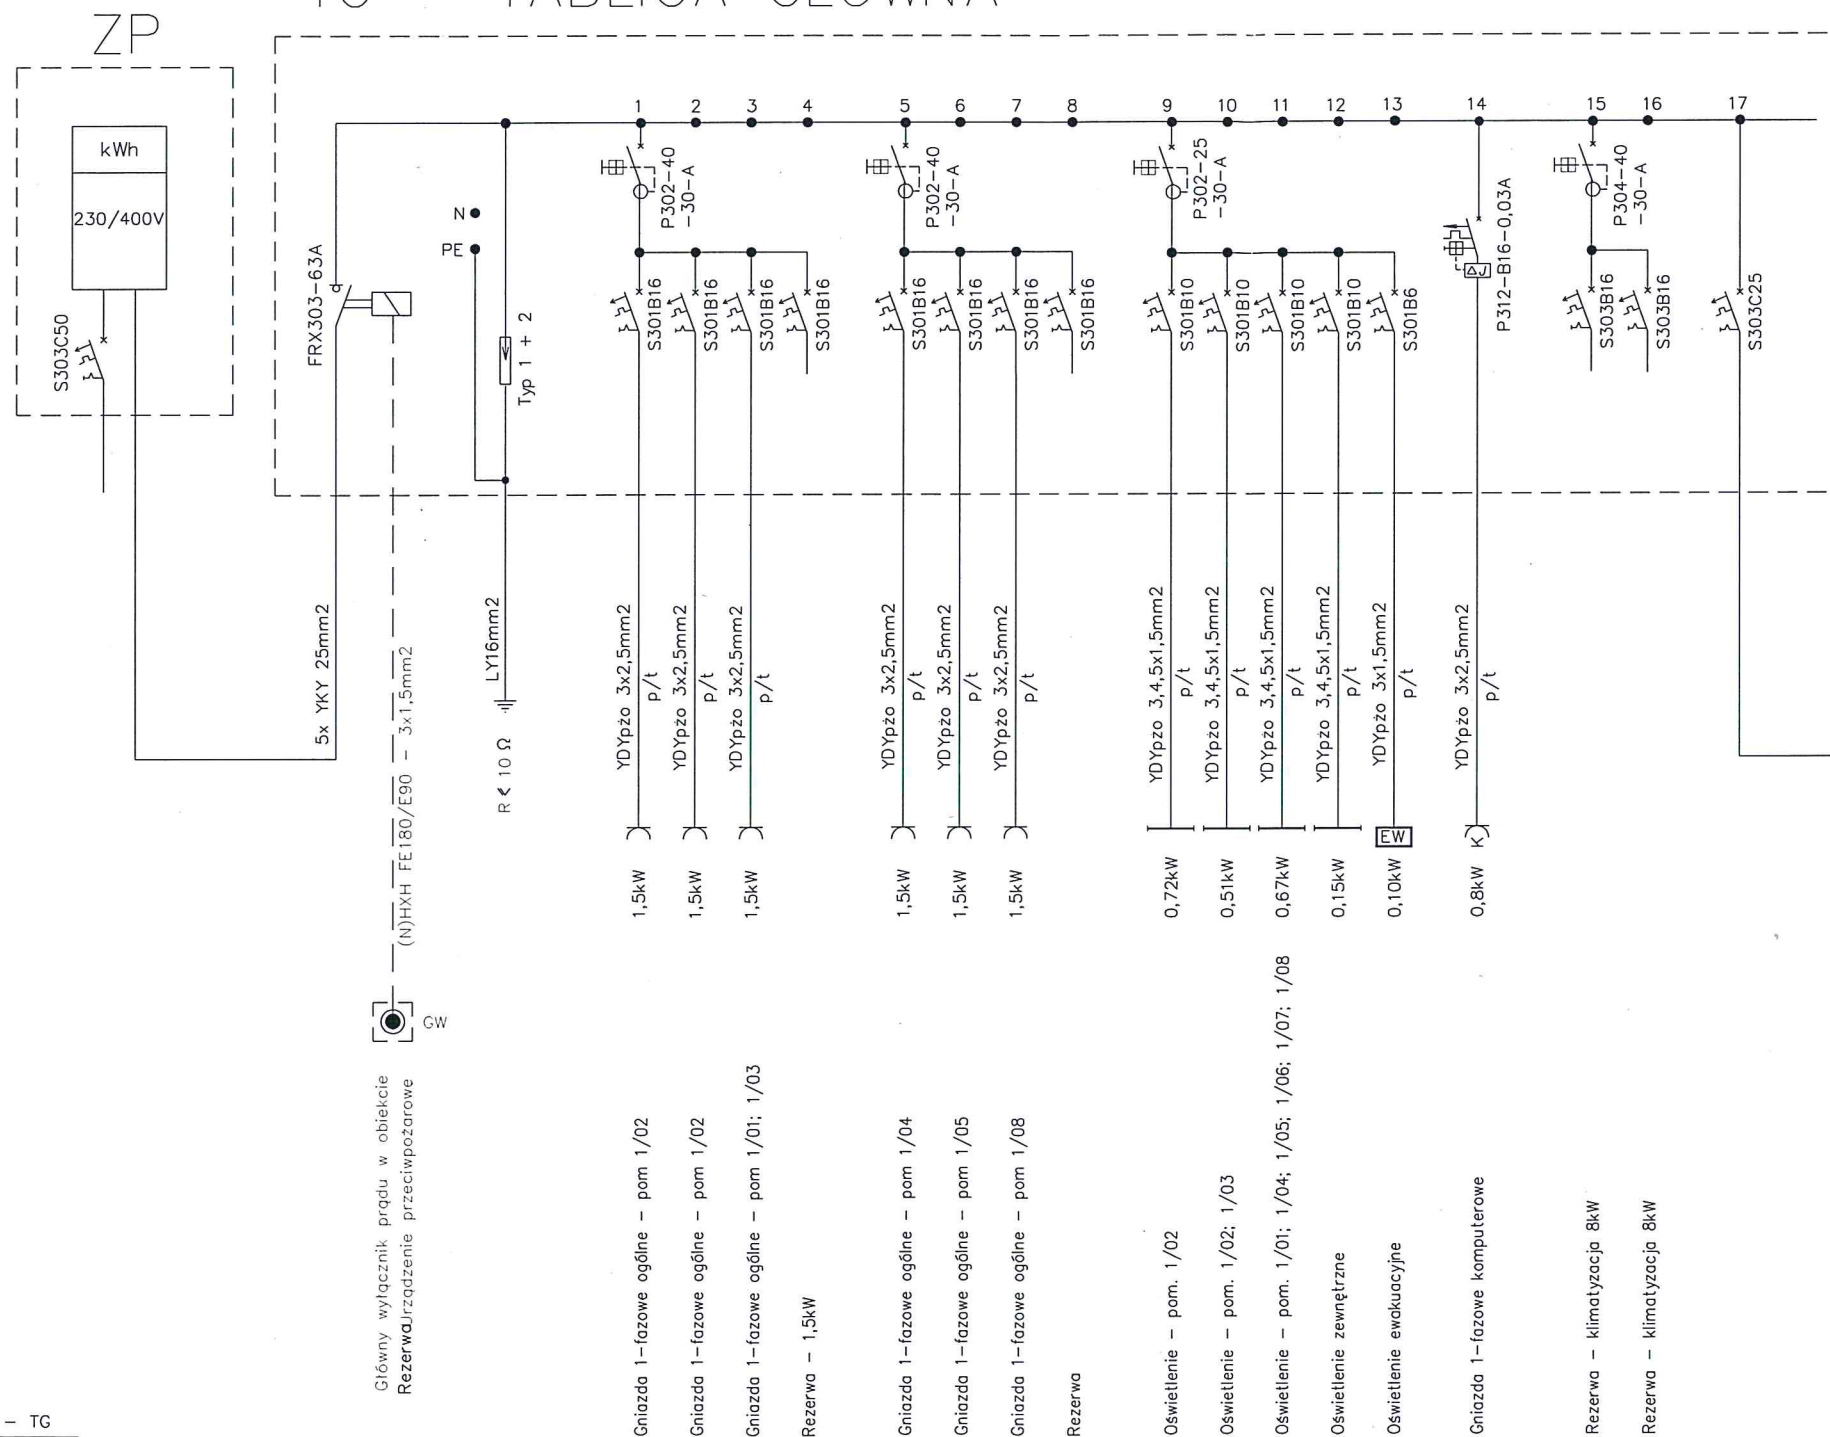 TABLICA GŁÓWNA
ZP
kWh
230/400V
S303C50
FRX303-63A
N
PE
Typ 1 + 2
1
2
3
4
5
6
7
8
9
10
11
12
13
14
15
16
17
P302-40
-30-A
P302-40
-30-A
P302-25
-30-A
P312-B16-0,03A
P304-40
-30-A
S301B16
S301B16
S301B16
S301B16
S301B16
S301B16
S301B16
S301B16
S301B10
S301B10
S301B10
S301B10
S301B6
S303B16
S303B16
S303C25
5x YKY 25mm2
(N)HXH FE180/E90 - 3x1,5mm2
LY16mm2
R ≤ 10 Ω
YDYpżo 3x2,5mm2
p/t
YDYpżo 3x2,5mm2
p/t
YDYpżo 3x2,5mm2
p/t
YDYpżo 3x2,5mm2
p/t
YDYpżo 3x2,5mm2
p/t
YDYpżo 3x2,5mm2
p/t
YDYpżo 3,4,5x1,5mm2
p/t
YDYpżo 3,4,5x1,5mm2
p/t
YDYpżo 3,4,5x1,5mm2
p/t
YDYpżo 3,4,5x1,5mm2
p/t
YDYpżo 3x1,5mm2
p/t
YDYpżo 3x2,5mm2
p/t
EW
K
1,5kW
1,5kW
1,5kW
1,5kW
1,5kW
1,5kW
0,72kW
0,51kW
0,67kW
0,15kW
0,10kW
0,8kW
GW
Główny wyłącznik prądu w obiekcie
Rezerwa
przeciwpożarowe
Gniazda 1-fazowe ogólne - pom 1/02
Gniazda 1-fazowe ogólne - pom 1/02
Gniazda 1-fazowe ogólne - pom 1/01; 1/03
Rezerwa - 1,5kW
Gniazda 1-fazowe ogólne - pom 1/04
Gniazda 1-fazowe ogólne - pom 1/05
Gniazda 1-fazowe ogólne - pom 1/08
Rezerwa
Oświetlenie - pom. 1/02
Oświetlenie - pom. 1/02; 1/03
Oświetlenie - pom. 1/01; 1/04; 1/05; 1/06; 1/07; 1/08
Oświetlenie zewnętrzne
Oświetlenie ewakuacyjne
Gniazda 1-fazowe komputerowe
Rezerwa - klimatyzacja 8kW
Rezerwa - klimatyzacja 8kW
- TG